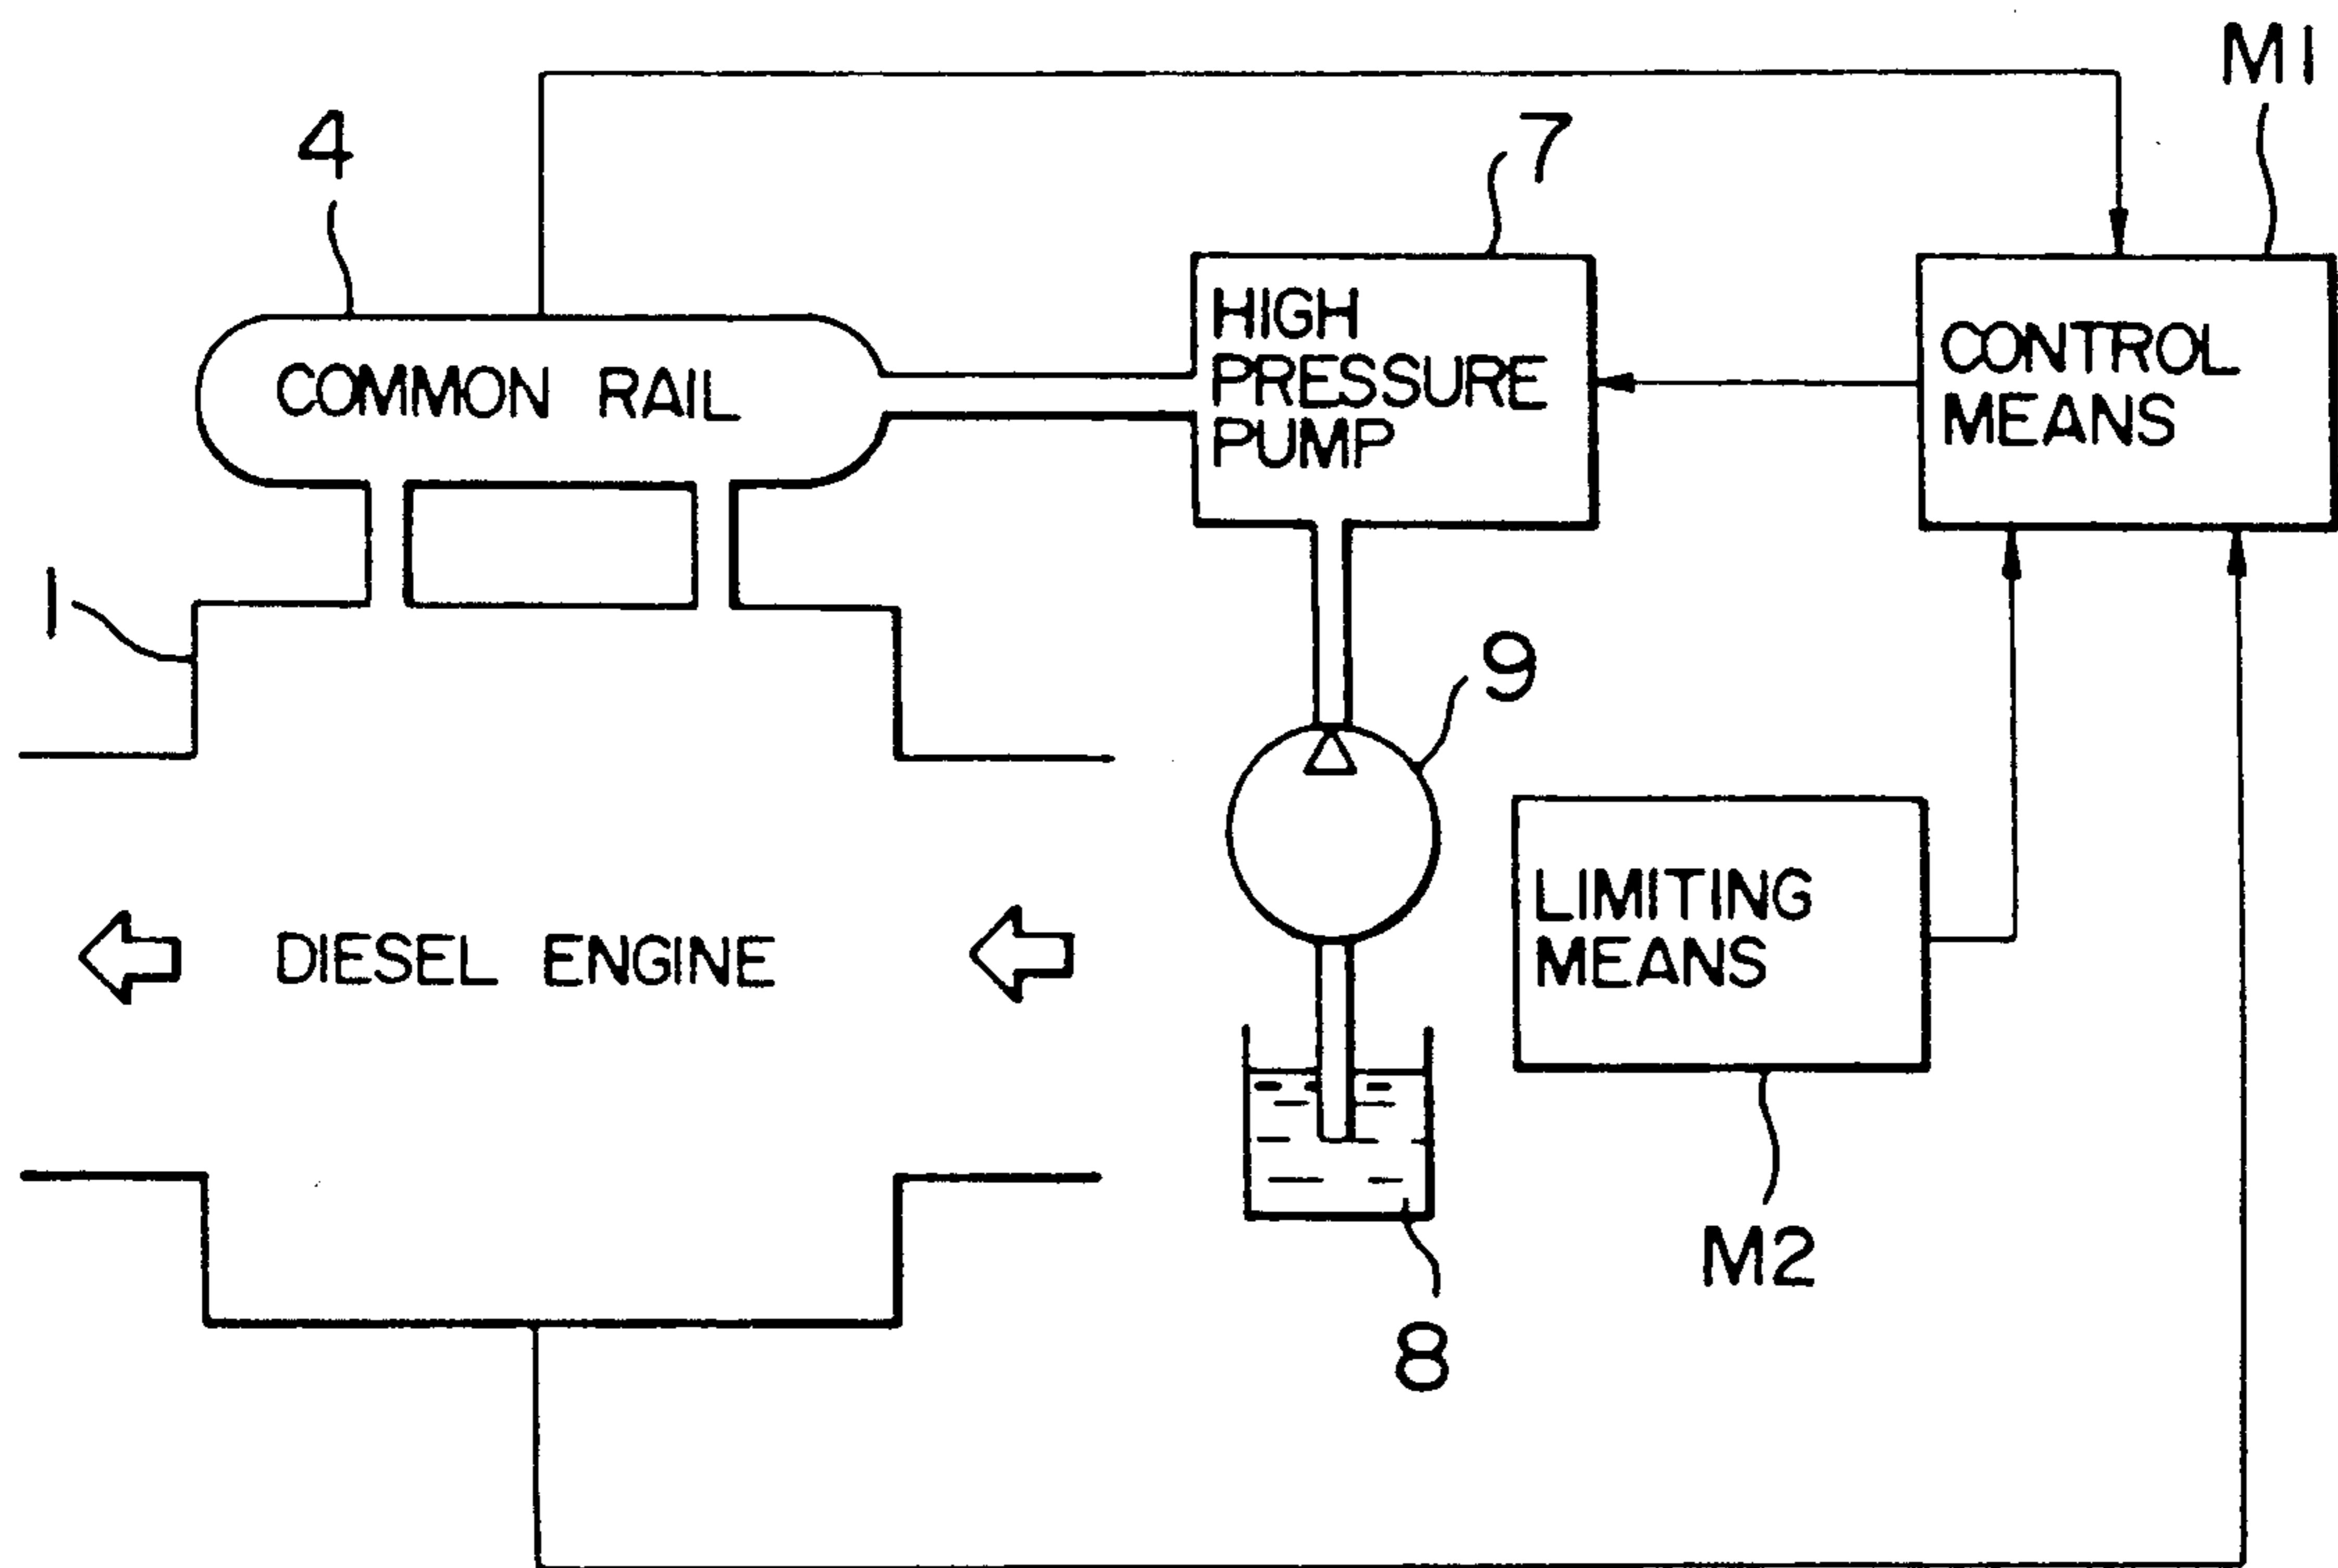 M1
4
7
HIGH
PRESSURE
PUMP
CONTROL
MEANS
COMMON RAIL
1
9
LIMITING
MEANS
DIESEL ENGINE
M2
8